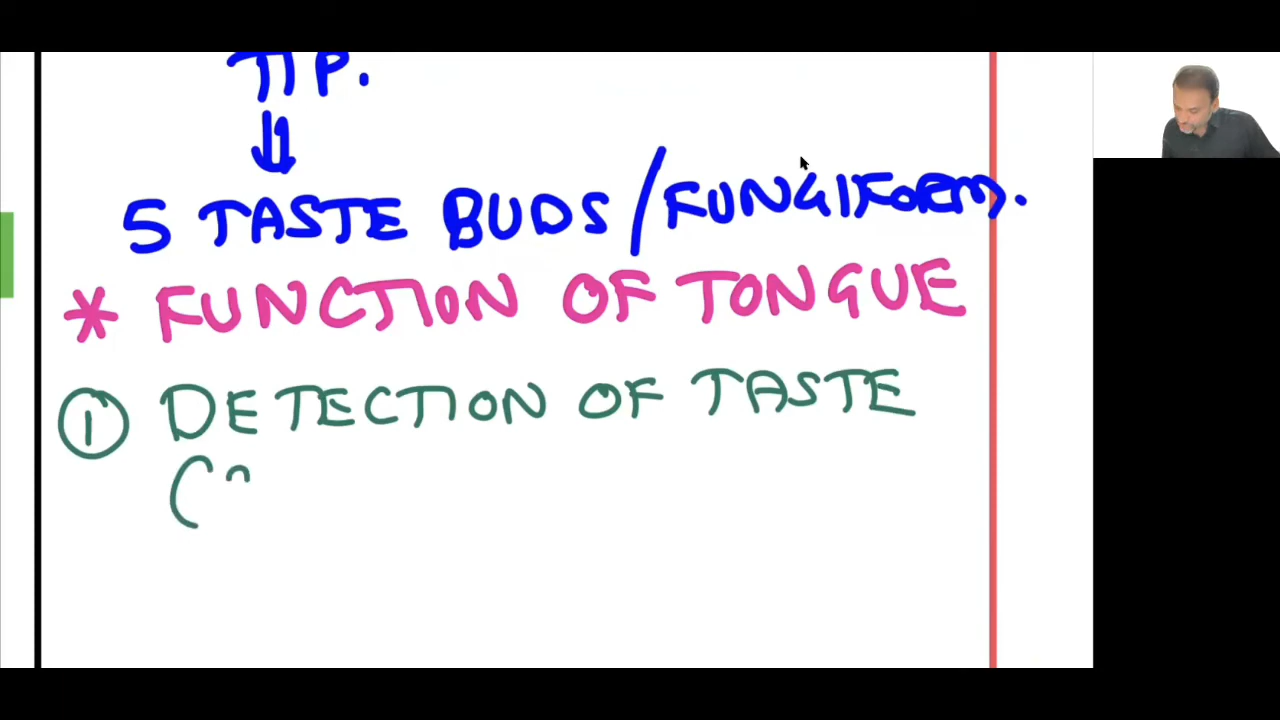 TIP.
5 TASTE BUDS / FUNGIFORM.
* FUNCTION OF TONGUE
① DETECTION OF TASTE
(